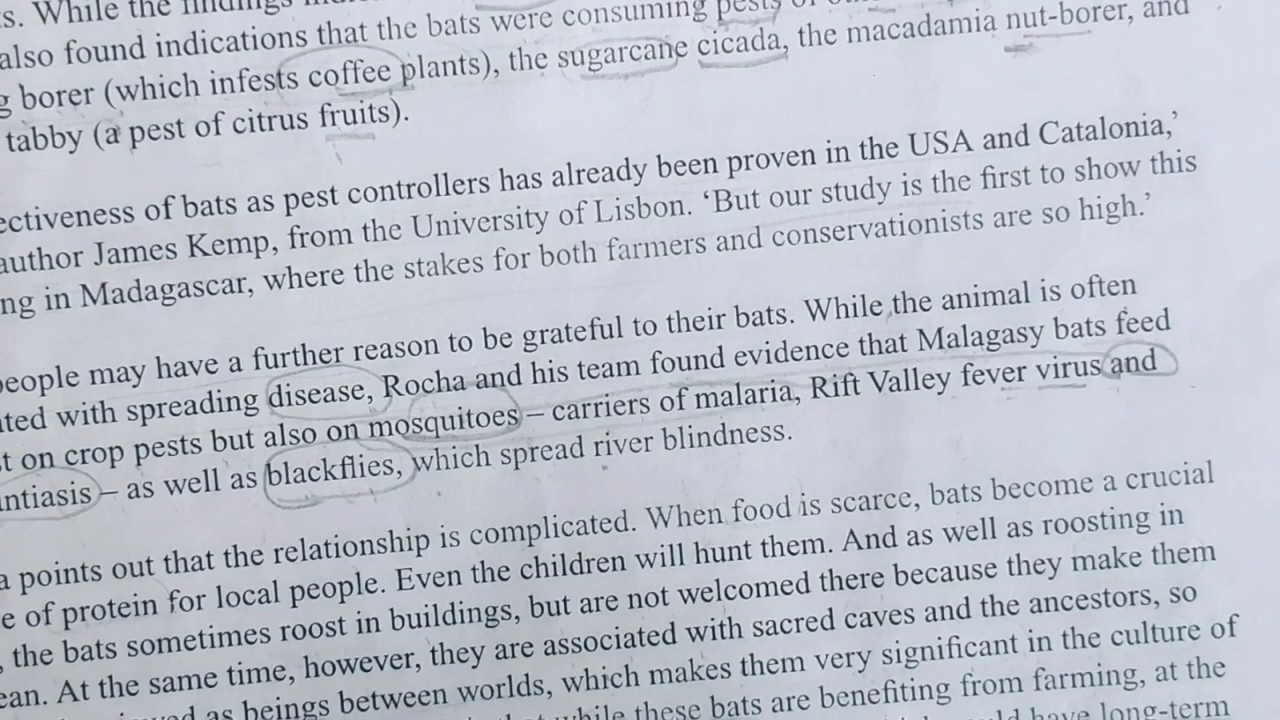 s. While the findings
also found indications that the bats were consuming pests of
g borer (which infests coffee plants), the sugarcane cicada, the macadamia nut-borer, and
tabby (a pest of citrus fruits).
ectiveness of bats as pest controllers has already been proven in the USA and Catalonia,’
author James Kemp, from the University of Lisbon. ‘But our study is the first to show this
ng in Madagascar, where the stakes for both farmers and conservationists are so high.’
people may have a further reason to be grateful to their bats. While the animal is often
ated with spreading disease, Rocha and his team found evidence that Malagasy bats feed
t on crop pests but also on mosquitoes – carriers of malaria, Rift Valley fever virus and
ntiasis – as well as blackflies, which spread river blindness.
a points out that the relationship is complicated. When food is scarce, bats become a crucial
e of protein for local people. Even the children will hunt them. And as well as roosting in
, the bats sometimes roost in buildings, but are not welcomed there because they make them
ean. At the same time, however, they are associated with sacred caves and the ancestors, so
as beings between worlds, which makes them very significant in the culture of
while these bats are benefiting from farming, at the
have long-term